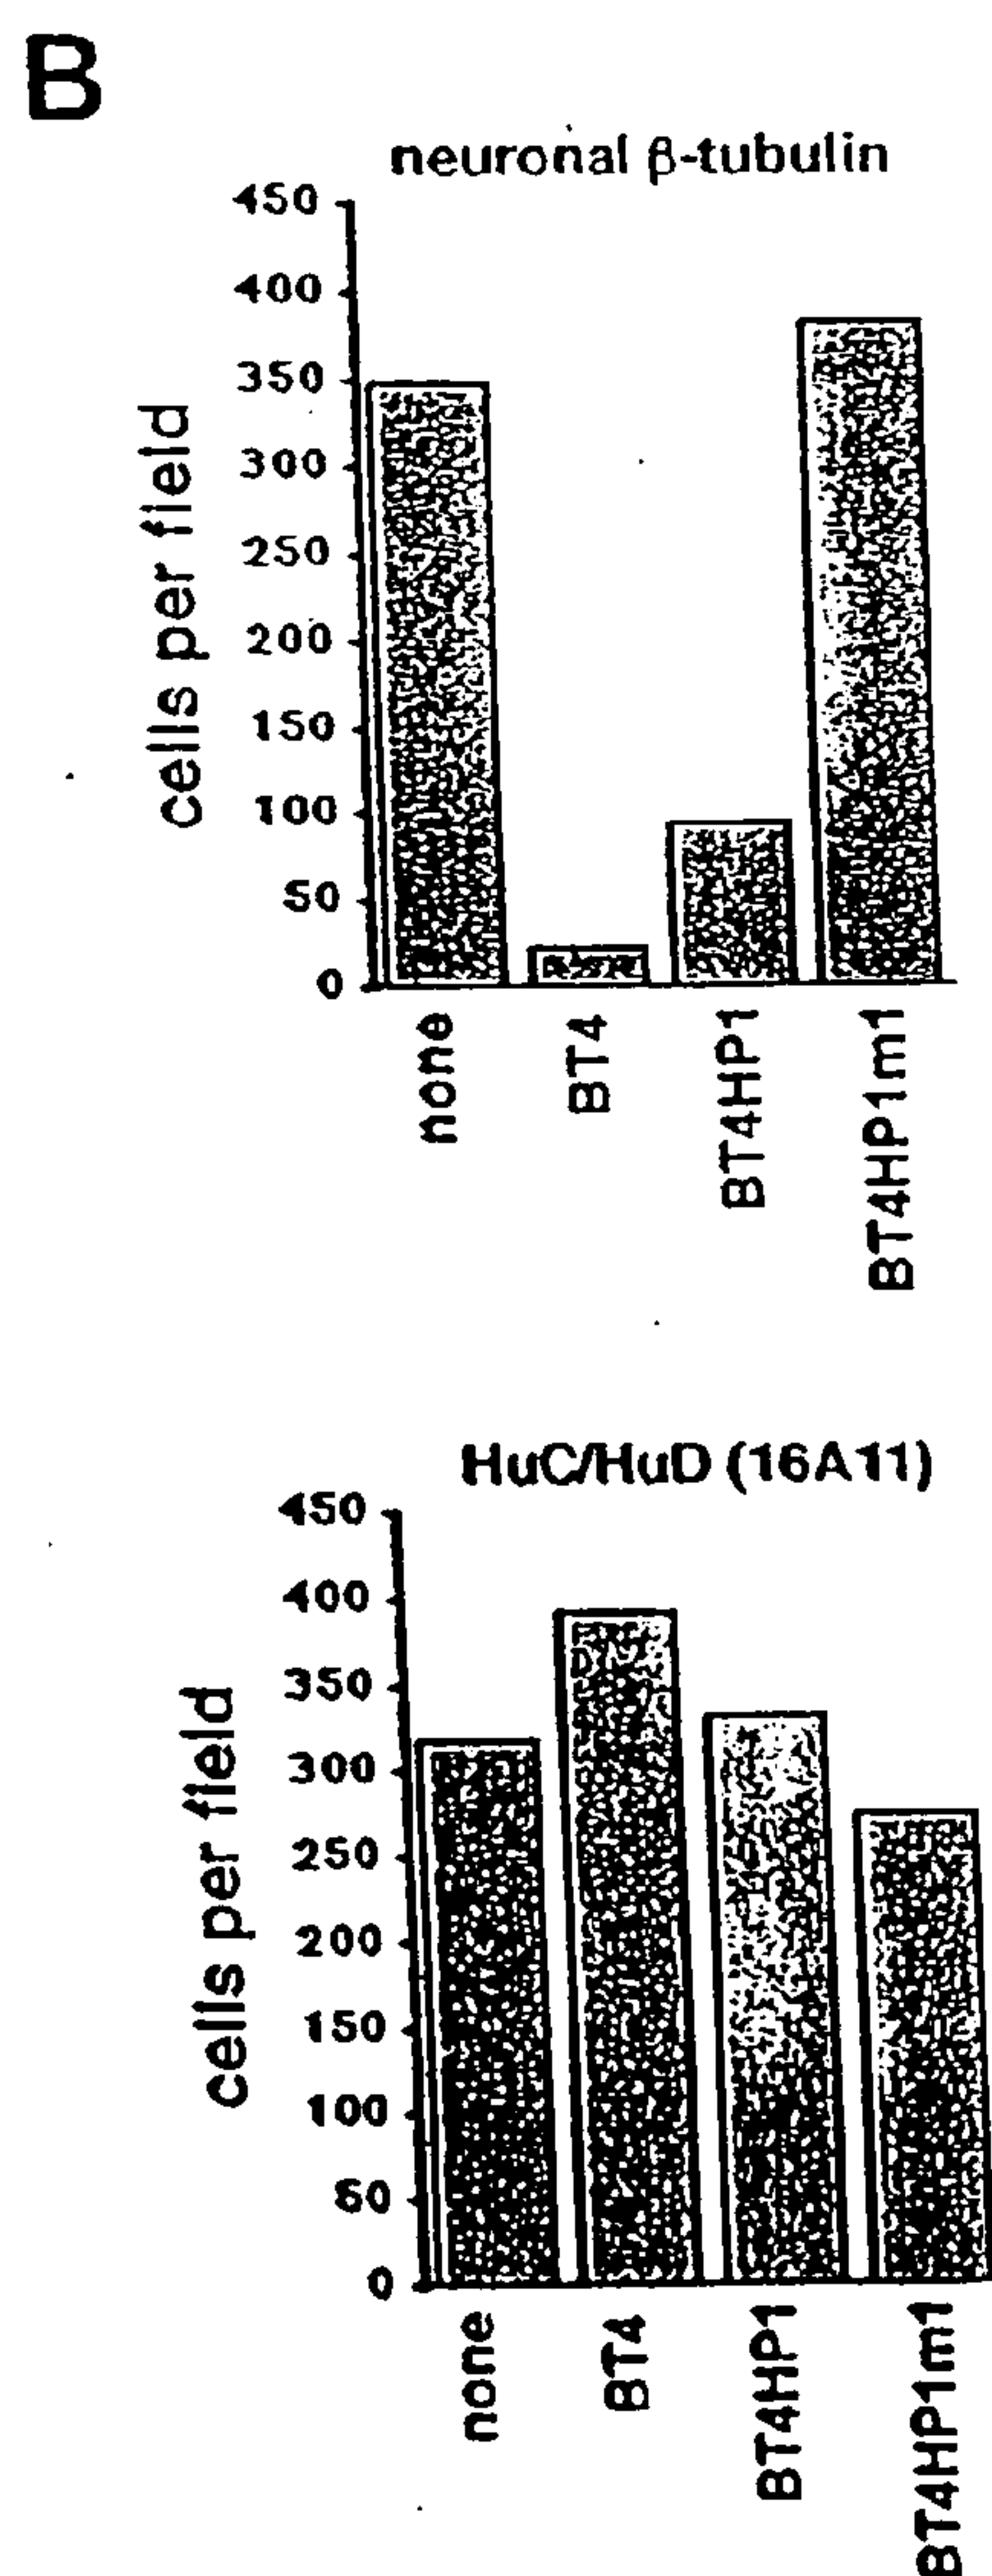 B
neuronal β-tubulin
450
400
350
300
250
200
150
100
50
0
cells per field
none
BT4
BT4HP1
BT4HP1m1
HuC/HuD (16A11)
450
400
350
300
250
200
150
100
50
0
cells per field
none
BT4
BT4HP1
BT4HP1m1